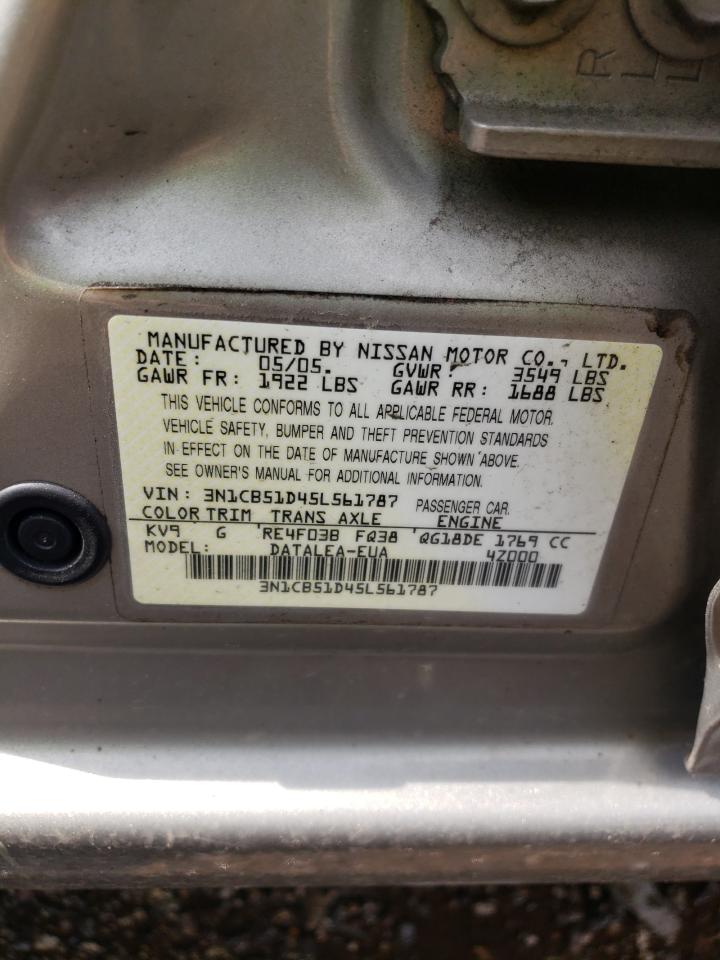 R
L
MANUFACTURED BY NISSAN MOTOR CO., LTD.
DATE: 05/05. GVWR: 3549 LBS
GAWR FR: 1922 LBS GAWR RR: 1688 LBS
THIS VEHICLE CONFORMS TO ALL APPLICABLE FEDERAL MOTOR.
VEHICLE SAFETY, BUMPER AND THEFT PREVENTION STANDARDS
IN EFFECT ON THE DATE OF MANUFACTURE SHOWN ABOVE.
SEE OWNER'S MANUAL FOR ADDITIONAL INFORMATION.
VIN: 3N1CB51D45L561787 PASSENGER CAR.
COLOR TRIM TRANS AXLE ENGINE
KV9 G RE4F03B FQ38 QG18DE 1769 CC
MODEL: DATALEA-EUA 4Z000
3N1CB51D45L561787